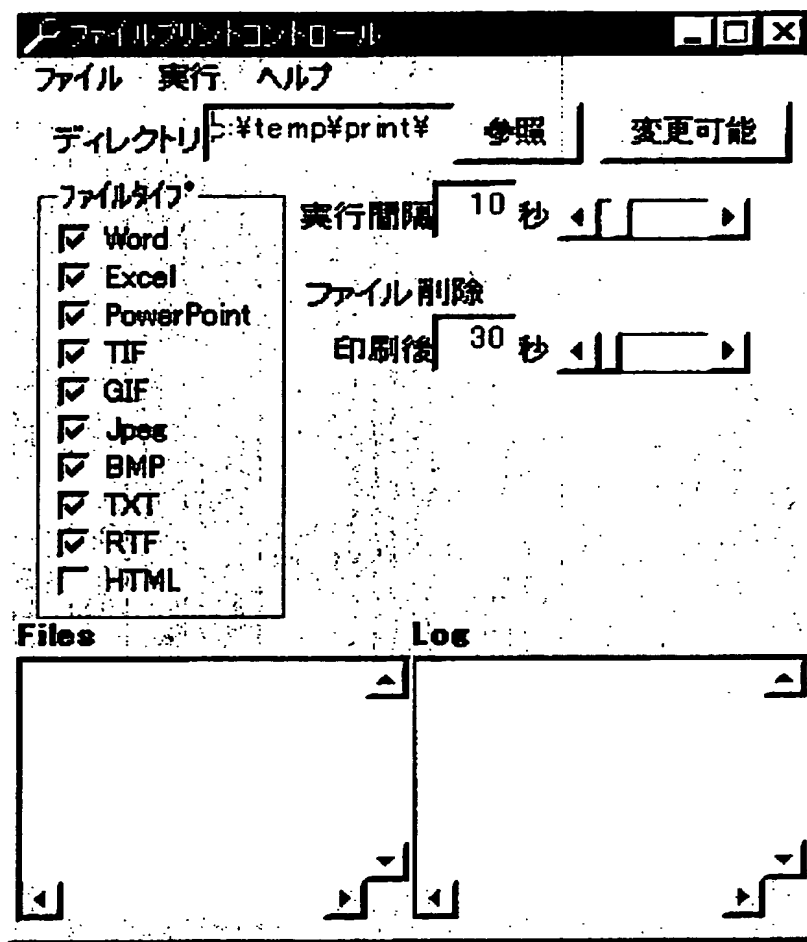 ファイルプリントコントロール
ファイル 実行 ヘルプ
ディレクトリ :¥temp¥print¥ 参照 変更可能
ファイルタイプ
Word
Excel
PowerPoint
TIF
GIF
Jpeg
BMP
TXT
RTF
HTML
実行間隔 10 秒
ファイル削除
印刷後 30 秒
Files Log